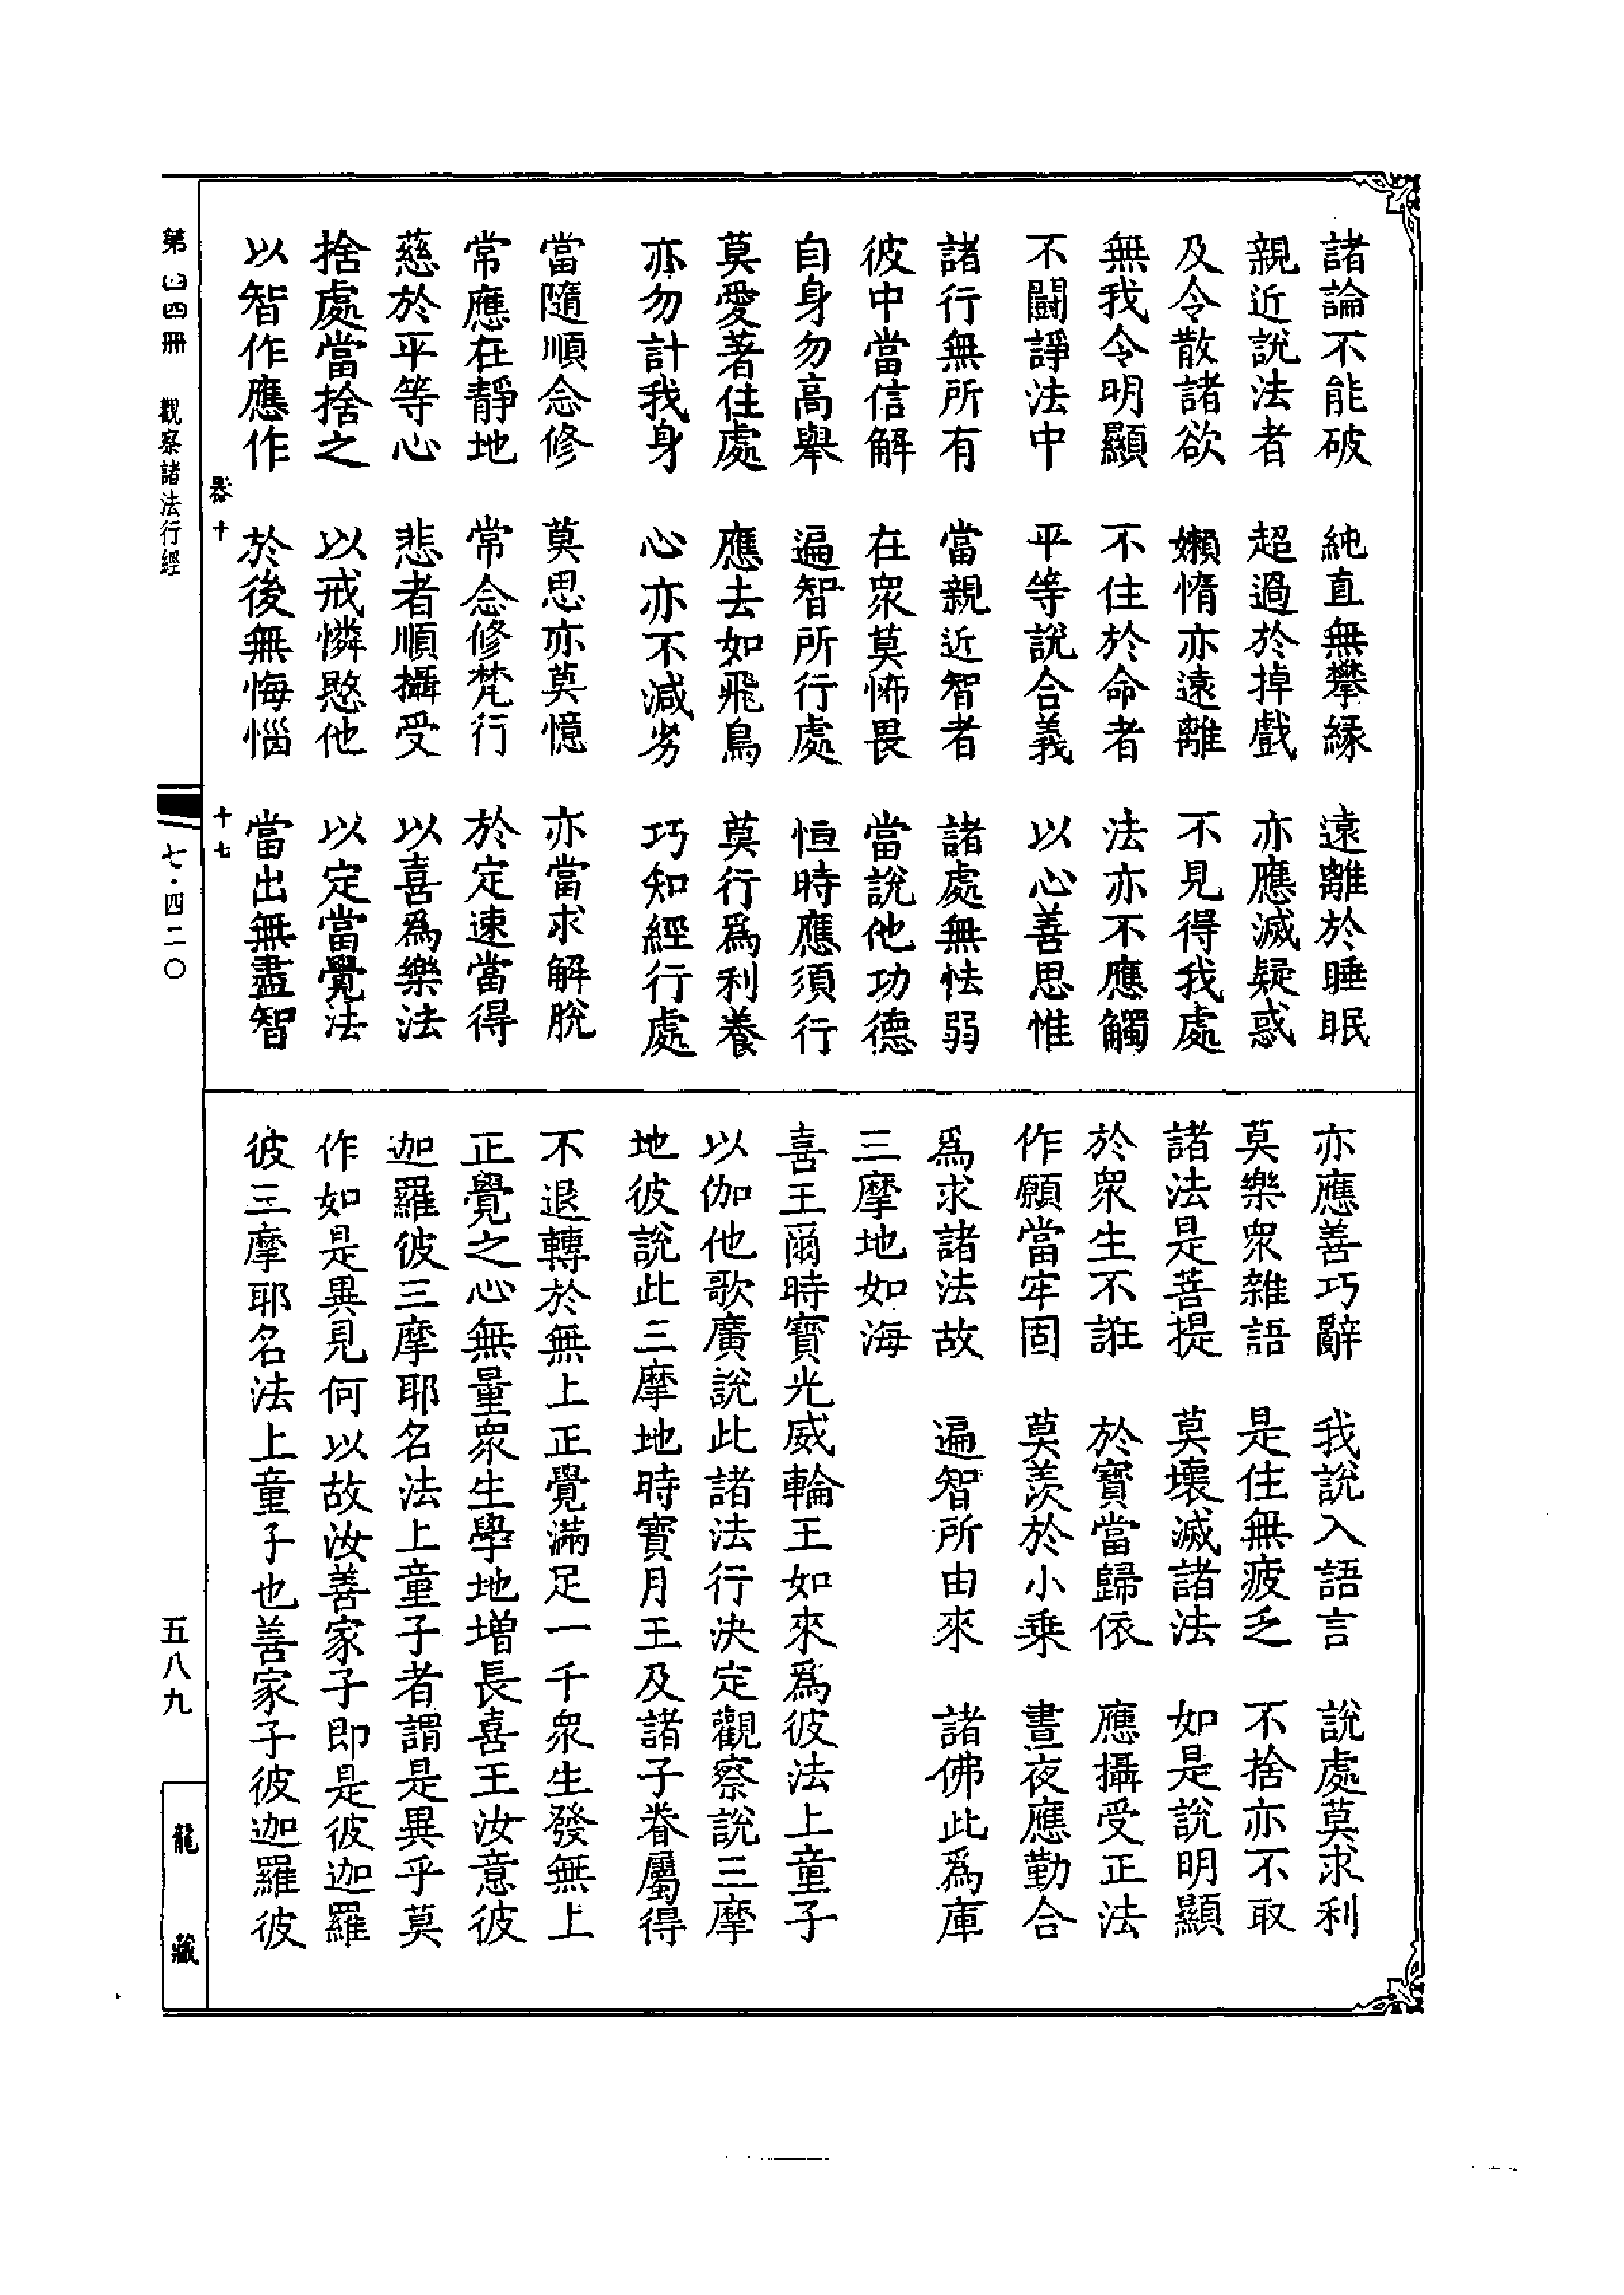 諸論不能破　純直無攀緣　遠離於睡眠
親近說法者　超過於掉戲　亦應滅疑惑
及令散諸欲　嬾惰亦遠離　不見得我處
無我令明顯　不住於命者　法亦不應觸
不鬬諍法中　平等說合義　以心善思惟
諸行無所有　當親近智者　諸處無怯弱
彼中當信解　在衆莫怖畏　當說他功德
自身勿高舉　遍智所行處　恒時應須行
莫愛著住處　應去如飛鳥　莫行爲利養
亦勿計我身　心亦不減劣　巧知經行處
當隨順念修　莫思亦莫憶　亦當求解脫
常應在靜地　常念修梵行　於定速當得
慈於平等心　悲者順攝受　以喜爲樂法
捨處當捨之　以戒憐愍他　以定當覺法
以智作應作　於後無悔惱　當出無盡智
亦應善巧辭　我說入語言　說處莫求利
莫樂衆雜語　是住無疲乏　不捨亦不取
諸法是菩提　莫壞滅諸法　如是說明顯
於衆生不誑　於寶當歸依　應攝受正法
作願當牢固　莫羨於小乘　晝夜應勤合
爲求諸法故　遍智所由來　諸佛此爲庫
三摩地如海
喜王爾時寶光威輪王如來爲彼法上童子
以伽他歌廣說此諸法行決定觀察說三摩
地彼說此三摩地時寶月王及諸子眷屬得
不退轉於無上正覺滿足一千衆生發無上
正覺之心無量衆生學地增長喜王汝意彼
迦羅彼三摩耶名法上童子者謂是異乎莫
作如是異見何以故汝善家子即是彼迦羅
彼三摩耶名法上童子也善家子彼迦羅彼
十　十七
第四冊　觀察諸法行經　七·四二〇　五八九
龍藏